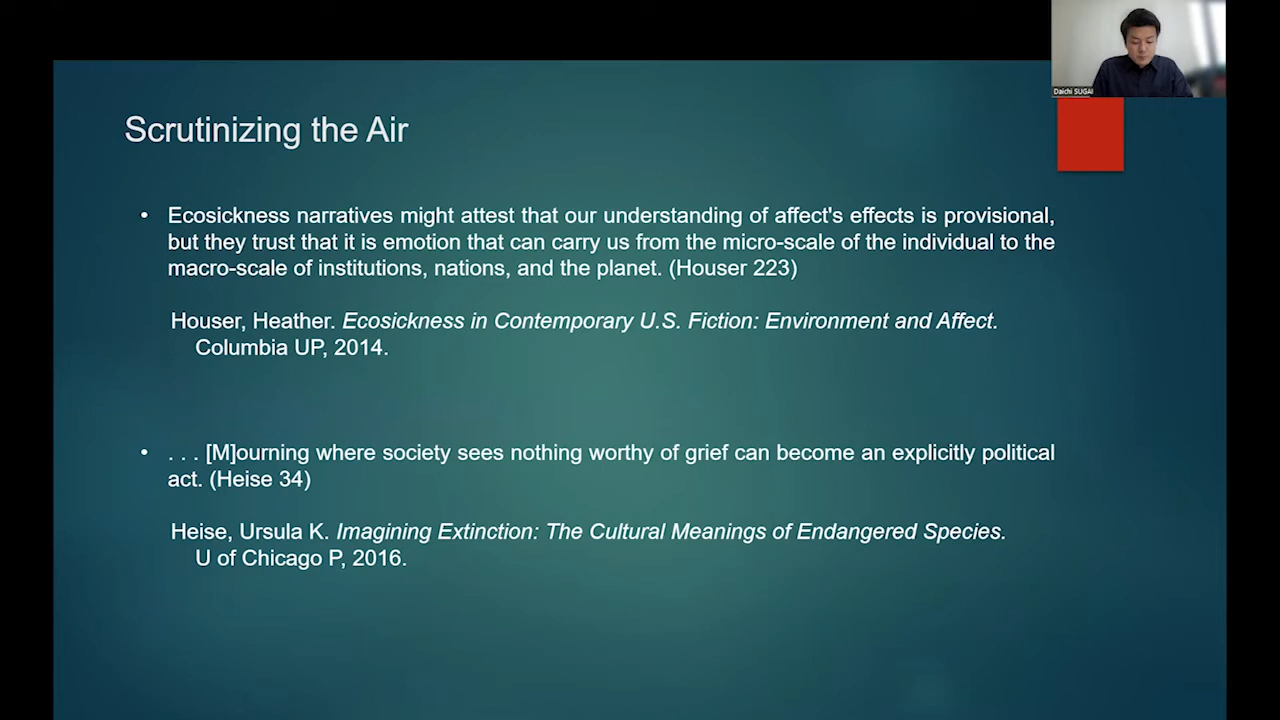 Daichi SUGAI
Scrutinizing the Air
• Ecosickness narratives might attest that our understanding of affect's effects is provisional,
but they trust that it is emotion that can carry us from the micro-scale of the individual to the
macro-scale of institutions, nations, and the planet. (Houser 223)
Houser, Heather. Ecosickness in Contemporary U.S. Fiction: Environment and Affect.
Columbia UP, 2014.
• . . . [M]ourning where society sees nothing worthy of grief can become an explicitly political
act. (Heise 34)
Heise, Ursula K. Imagining Extinction: The Cultural Meanings of Endangered Species.
U of Chicago P, 2016.